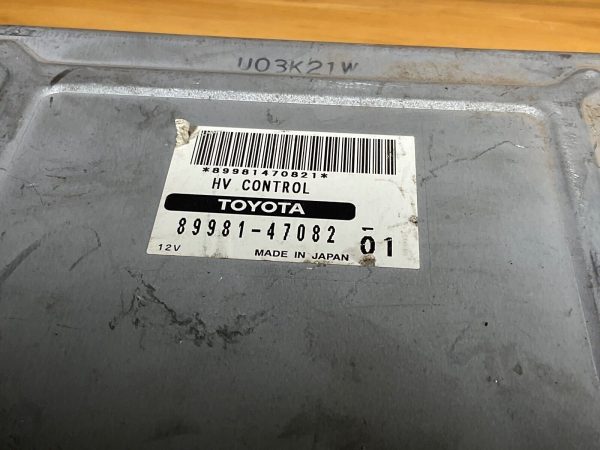 U03K21W
*89981470821*
HV CONTROL
TOYOTA
89981-47082 - 01
12V MADE IN JAPAN